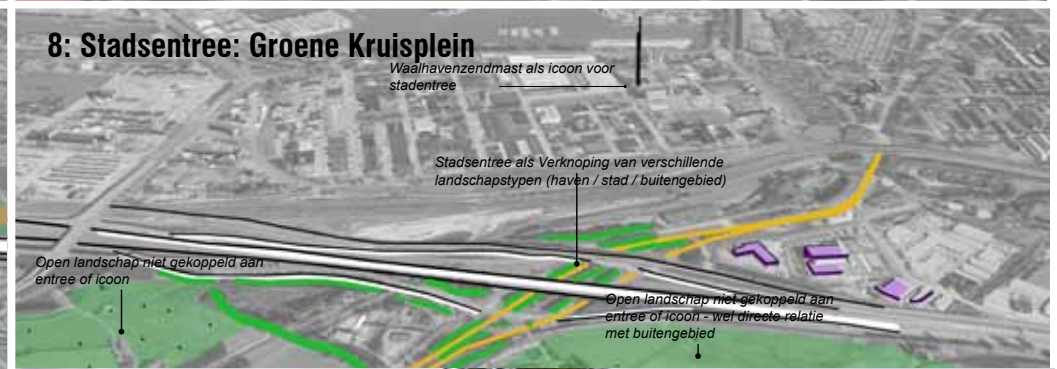 8: Stadsentree: Groene Kruisplein
Waalhavenzendmast als icoon voor
stadentree
Stadsentree als Verknoping van verschillende
landschapstypen (haven / stad / buitengebied)
Open landschap niet gekoppeld aan
entree of icoon
Open landschap niet gekoppeld aan
entree of icoon - wel directe relatie
met buitengebied